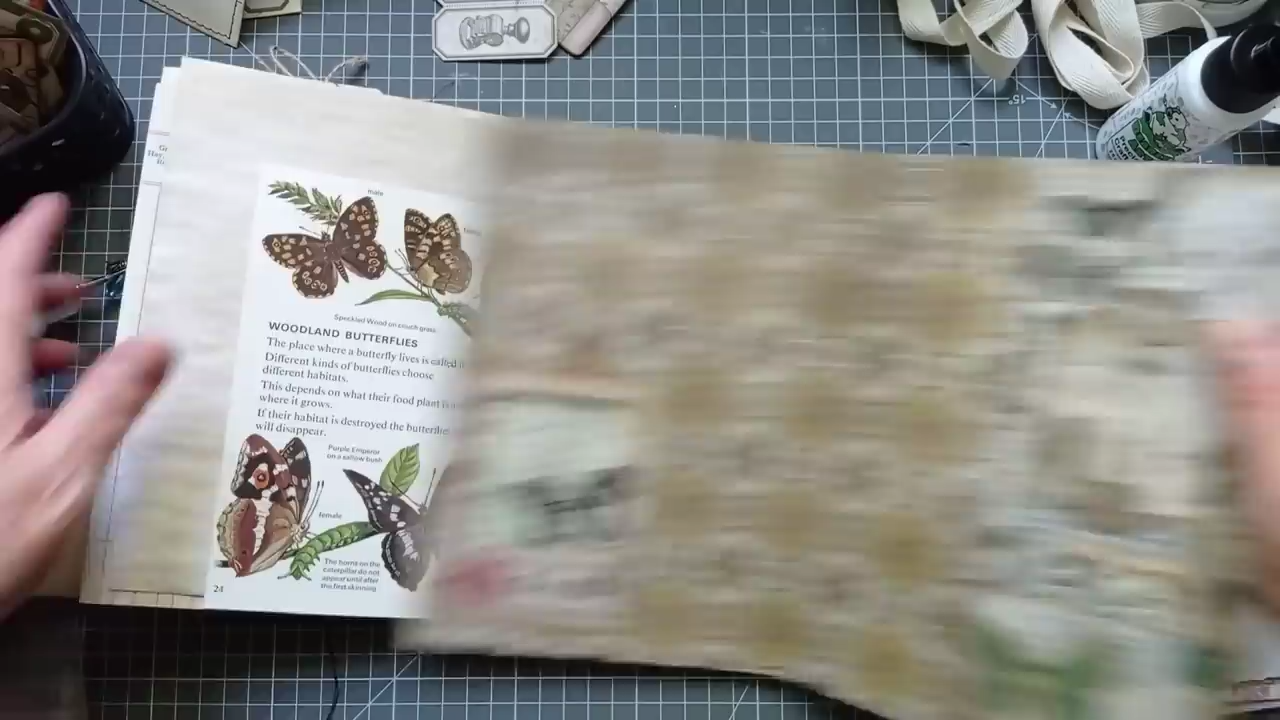 male
Speckled Wood on couch grass
WOODLAND BUTTERFLIES
The place where a butterfly lives is called
Different kinds of butterflies choose
different habitats.
This depends on what their food plant is
where it grows.
If their habitat is destroyed the butterflies
will disappear.
Purple Emperor
on a sallow bush
female
The horns on the
caterpillar do not
appear until after
the first skinning
24
15"